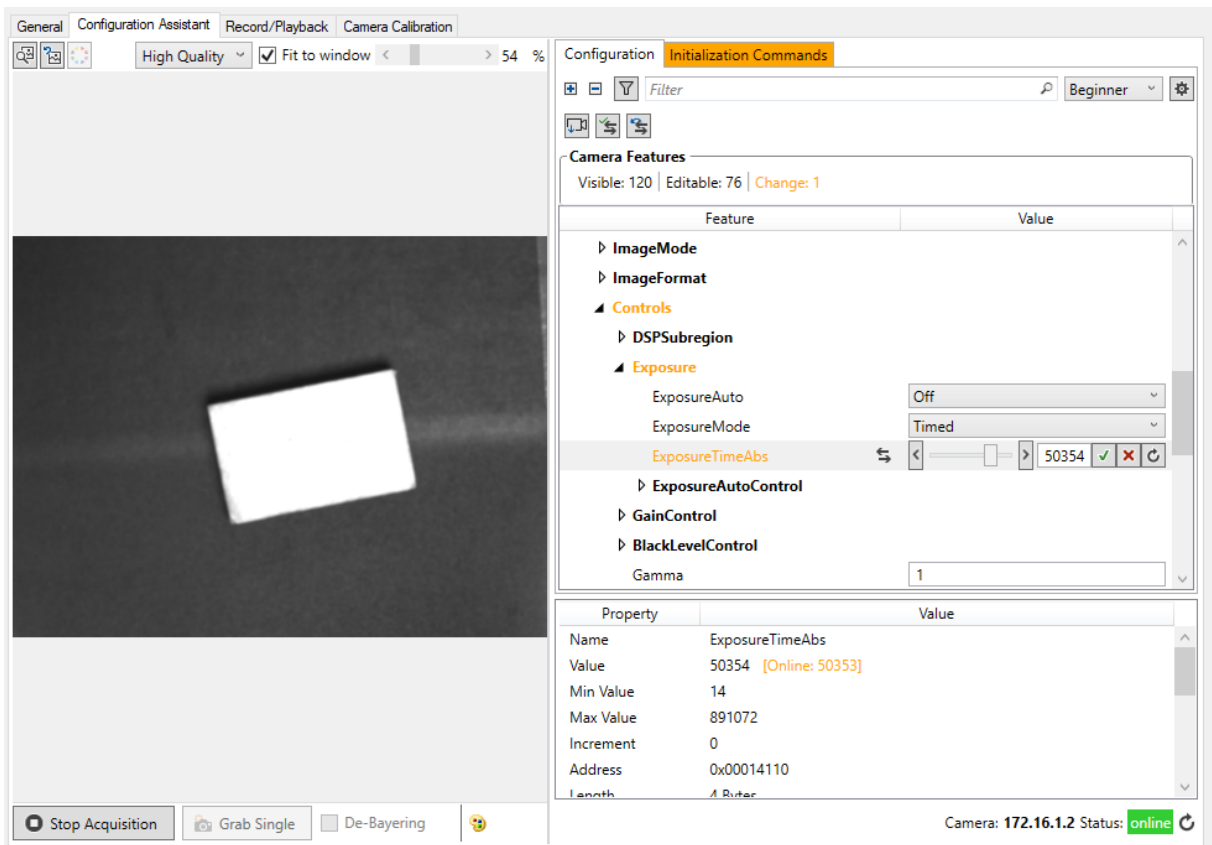 General Configuration Assistant Record/Playback Camera Calibration
High Quality Fit to window 54 %
Configuration Initialization Commands
Filter Beginner
Camera Features
Visible: 120 Editable: 76 Change: 1
Feature Value
ImageMode
ImageFormat
Controls
DSPSubregion
Exposure
ExposureAuto Off
ExposureMode Timed
ExposureTimeAbs 50354
ExposureAutoControl
GainControl
BlackLevelControl
Gamma 1
Property Value
Name ExposureTimeAbs
Value 50354 [Online: 50353]
Min Value 14
Max Value 891072
Increment 0
Address 0x00014110
Length 4 Bytes
Stop Acquisition Grab Single De-Bayering
Camera: 172.16.1.2 Status: online